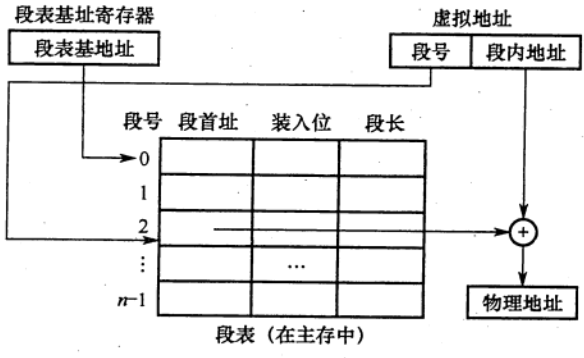 段表基址寄存器
虚拟地址
段表基地址
段号 段内地址
段号 段首址 装入位 段长
0
1
2
⋮ …
n-1
物理地址
段表（在主存中）